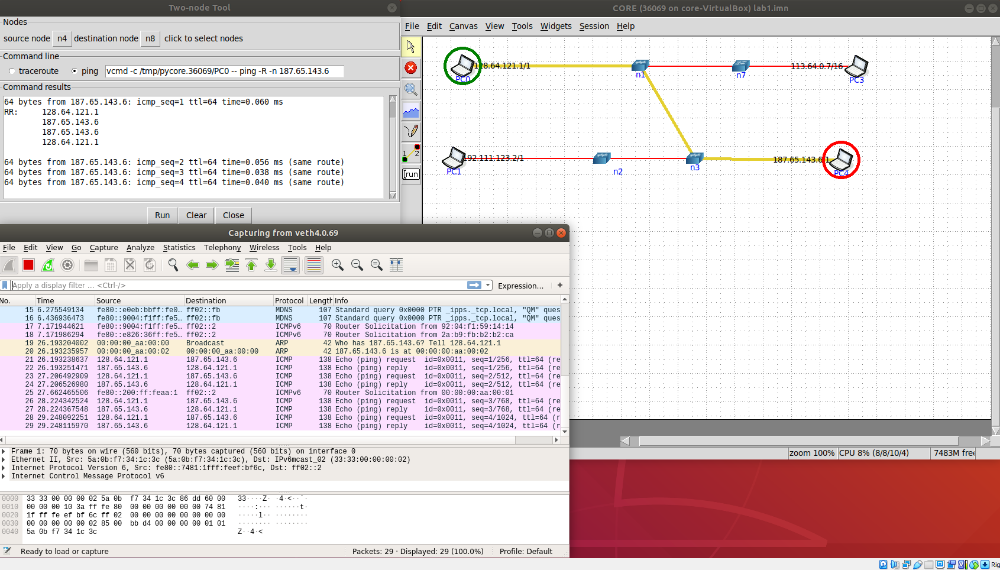 Two-node Tool
Nodes
source node n4 destination node n8 click to select nodes
Command line
traceroute ping vcmd -c /tmp/pycore.36069/PC0 -- ping -R -n 187.65.143.6
Command results
64 bytes from 187.65.143.6: icmp_seq=1 ttl=64 time=0.060 ms
RR: 128.64.121.1
187.65.143.6
187.65.143.6
128.64.121.1
64 bytes from 187.65.143.6: icmp_seq=2 ttl=64 time=0.056 ms (same route)
64 bytes from 187.65.143.6: icmp_seq=3 ttl=64 time=0.038 ms (same route)
64 bytes from 187.65.143.6: icmp_seq=4 ttl=64 time=0.040 ms (same route)
Run Clear Close
CORE (36069 on core-VirtualBox) lab1.imn
File Edit Canvas View Tools Widgets Session Help
1 2
run
128.64.121.1/1
PC0
n1
n7
113.64.0.7/16
PC3
192.111.123.2/1
PC1
n2
n3
187.65.143.6/1
PC4
zoom 100% CPU 8% (8/8/10/4) 7483M free
Capturing from veth4.0.69
File Edit View Go Capture Analyze Statistics Telephony Wireless Tools Help
Apply a display filter ... <Ctrl-/> Expression... +
No. Time Source Destination Protocol Length Info
15 6.275549134 fe80::e0eb:bbff:fe0... ff02::fb MDNS 107 Standard query 0x0000 PTR _ipps._tcp.local, "QM" ques
16 6.436936473 fe80::9004:f1ff:fe5... ff02::fb MDNS 107 Standard query 0x0000 PTR _ipps._tcp.local, "QM" ques
17 7.171944621 fe80::9004:f1ff:fe5... ff02::2 ICMPv6 70 Router Solicitation from 92:04:f1:59:14:14
18 7.171986294 fe80::e826:36ff:fe5... ff02::2 ICMPv6 70 Router Solicitation from 2a:b9:fb:b2:b2:ca
19 26.193204002 00:00:00_aa:00:00 Broadcast ARP 42 Who has 187.65.143.6? Tell 128.64.121.1
20 26.193235957 00:00:00_aa:00:02 00:00:00_aa:00:00 ARP 42 187.65.143.6 is at 00:00:00:aa:00:02
21 26.193238637 128.64.121.1 187.65.143.6 ICMP 138 Echo (ping) request id=0x0011, seq=1/256, ttl=64 (re
22 26.193251471 187.65.143.6 128.64.121.1 ICMP 138 Echo (ping) reply id=0x0011, seq=1/256, ttl=64 (re
23 27.206492909 128.64.121.1 187.65.143.6 ICMP 138 Echo (ping) request id=0x0011, seq=2/512, ttl=64 (re
24 27.206526980 187.65.143.6 128.64.121.1 ICMP 138 Echo (ping) reply id=0x0011, seq=2/512, ttl=64 (re
25 27.662465506 fe80::200:ff:feaa:1 ff02::2 ICMPv6 70 Router Solicitation from 00:00:00:aa:00:01
26 28.224342524 128.64.121.1 187.65.143.6 ICMP 138 Echo (ping) request id=0x0011, seq=3/768, ttl=64 (re
27 28.224367548 187.65.143.6 128.64.121.1 ICMP 138 Echo (ping) reply id=0x0011, seq=3/768, ttl=64 (re
28 29.248092251 128.64.121.1 187.65.143.6 ICMP 138 Echo (ping) request id=0x0011, seq=4/1024, ttl=64 (r
29 29.248115970 187.65.143.6 128.64.121.1 ICMP 138 Echo (ping) reply id=0x0011, seq=4/1024, ttl=64 (r
Frame 1: 70 bytes on wire (560 bits), 70 bytes captured (560 bits) on interface 0
Ethernet II, Src: 5a:0b:f7:34:1c:3c (5a:0b:f7:34:1c:3c), Dst: IPv6mcast_02 (33:33:00:00:00:02)
Internet Protocol Version 6, Src: fe80::7481:1fff:feef:bf6c, Dst: ff02::2
Internet Control Message Protocol v6
0000 33 33 00 00 00 02 5a 0b f7 34 1c 3c 86 dd 60 00 33····Z· ·4·<··`·
0010 00 00 00 10 3a ff fe 80 00 00 00 00 00 00 74 81 ····:··· ······t·
0020 1f ff fe ef bf 6c ff 02 00 00 00 00 00 00 00 00 ·····l·· ········
0030 00 00 00 00 00 02 85 00 bb d4 00 00 00 00 01 01 ········ ········
0040 5a 0b f7 34 1c 3c Z··4·<
Ready to load or capture Packets: 29 · Displayed: 29 (100.0%) Profile: Default
Rig